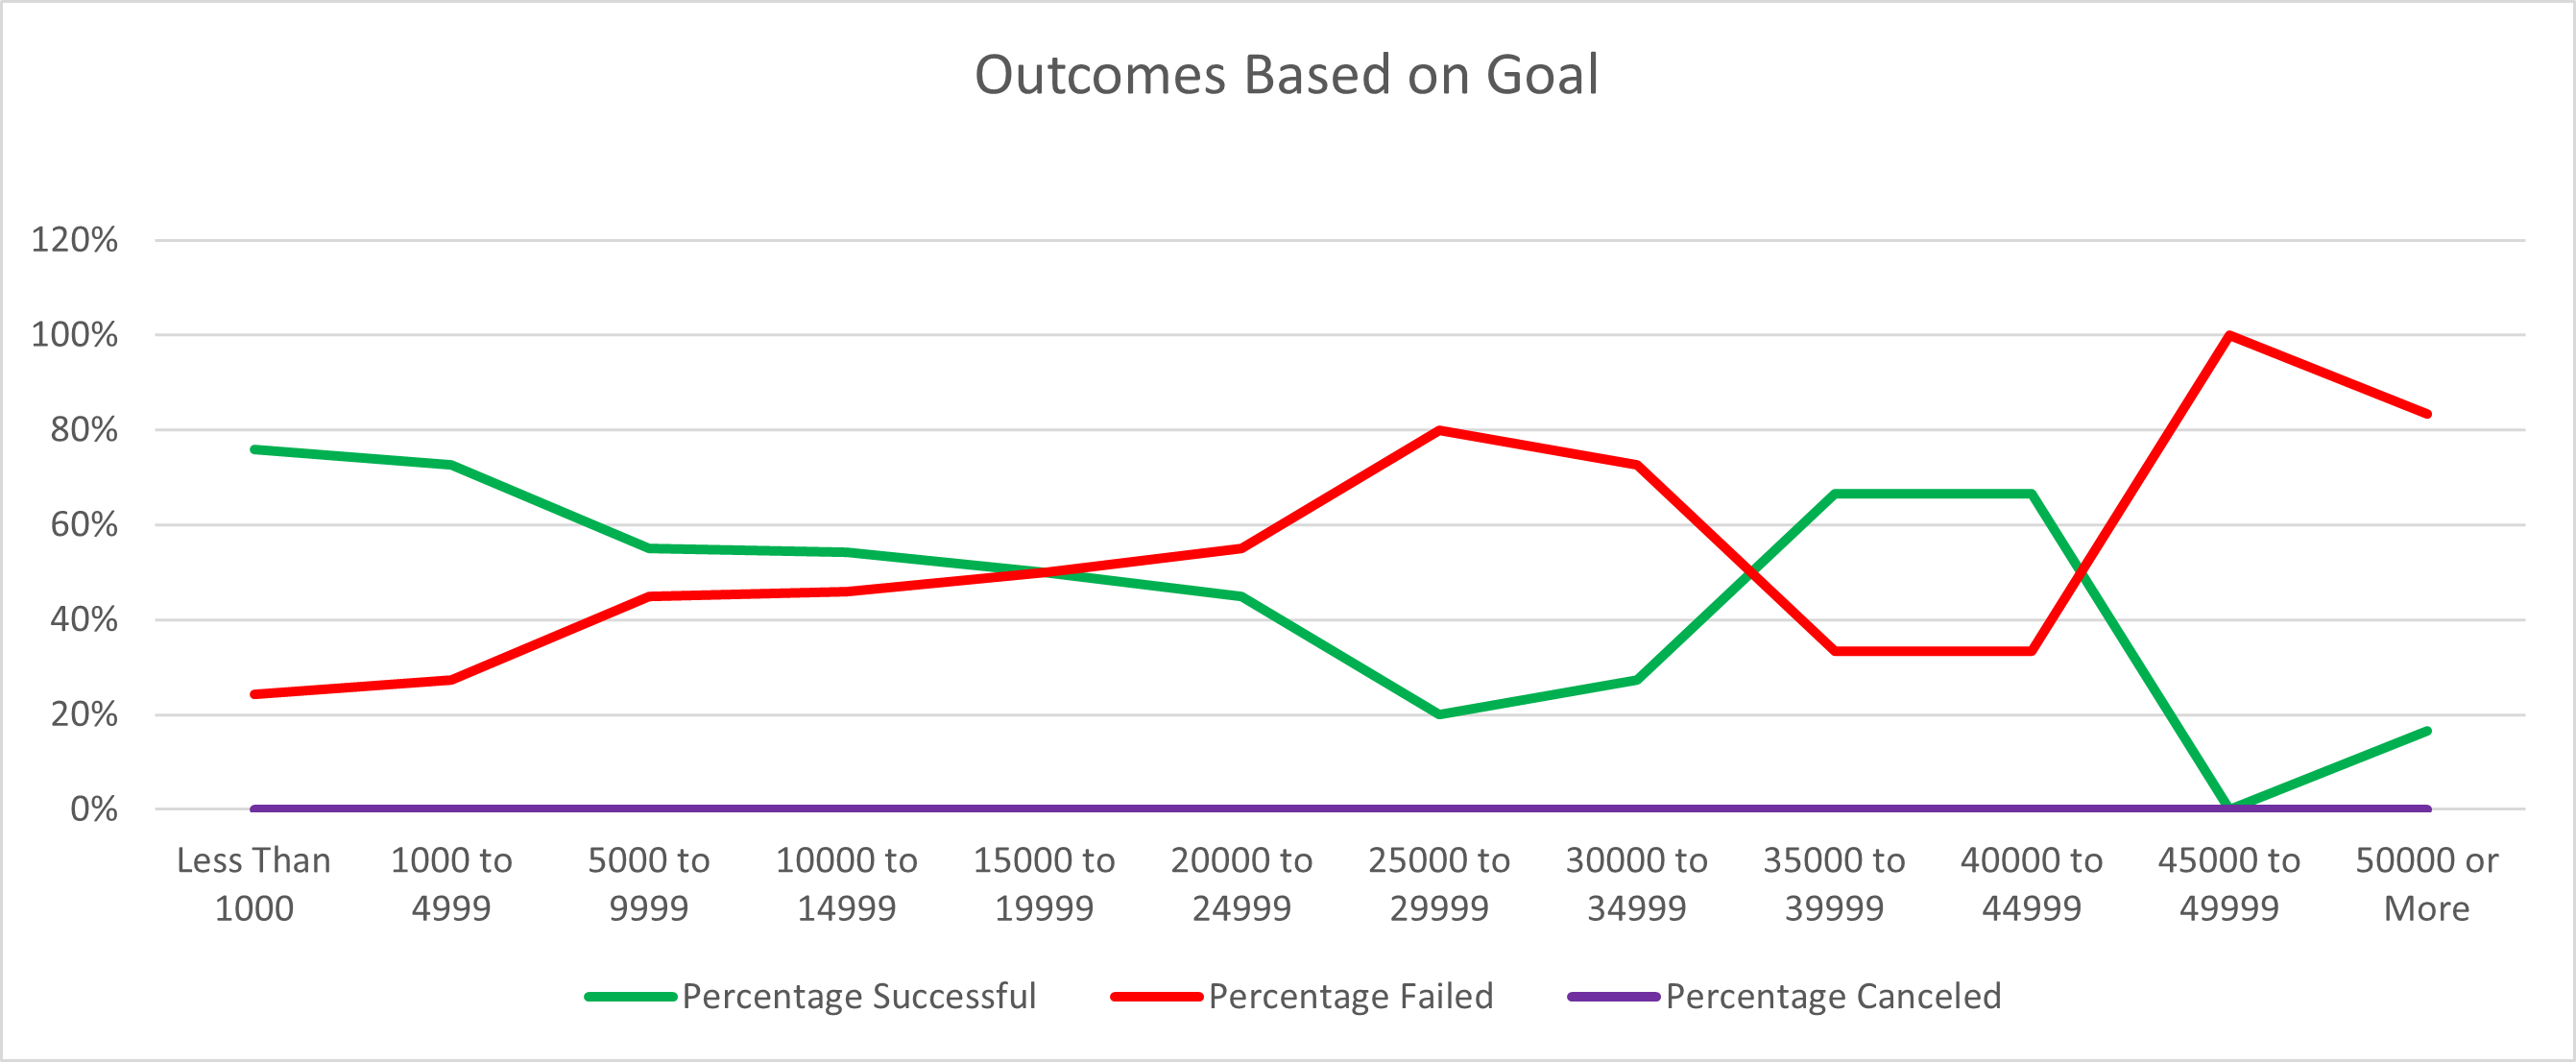 Outcomes Based on Goal
120%
100%
80%
60%
40%
20%
0%
Less Than
1000
1000 to
4999
5000 to
9999
10000 to
14999
15000 to
19999
20000 to
24999
25000 to
29999
30000 to
34999
35000 to
39999
40000 to
44999
45000 to
49999
50000 or
More
Percentage Successful
Percentage Failed
Percentage Canceled